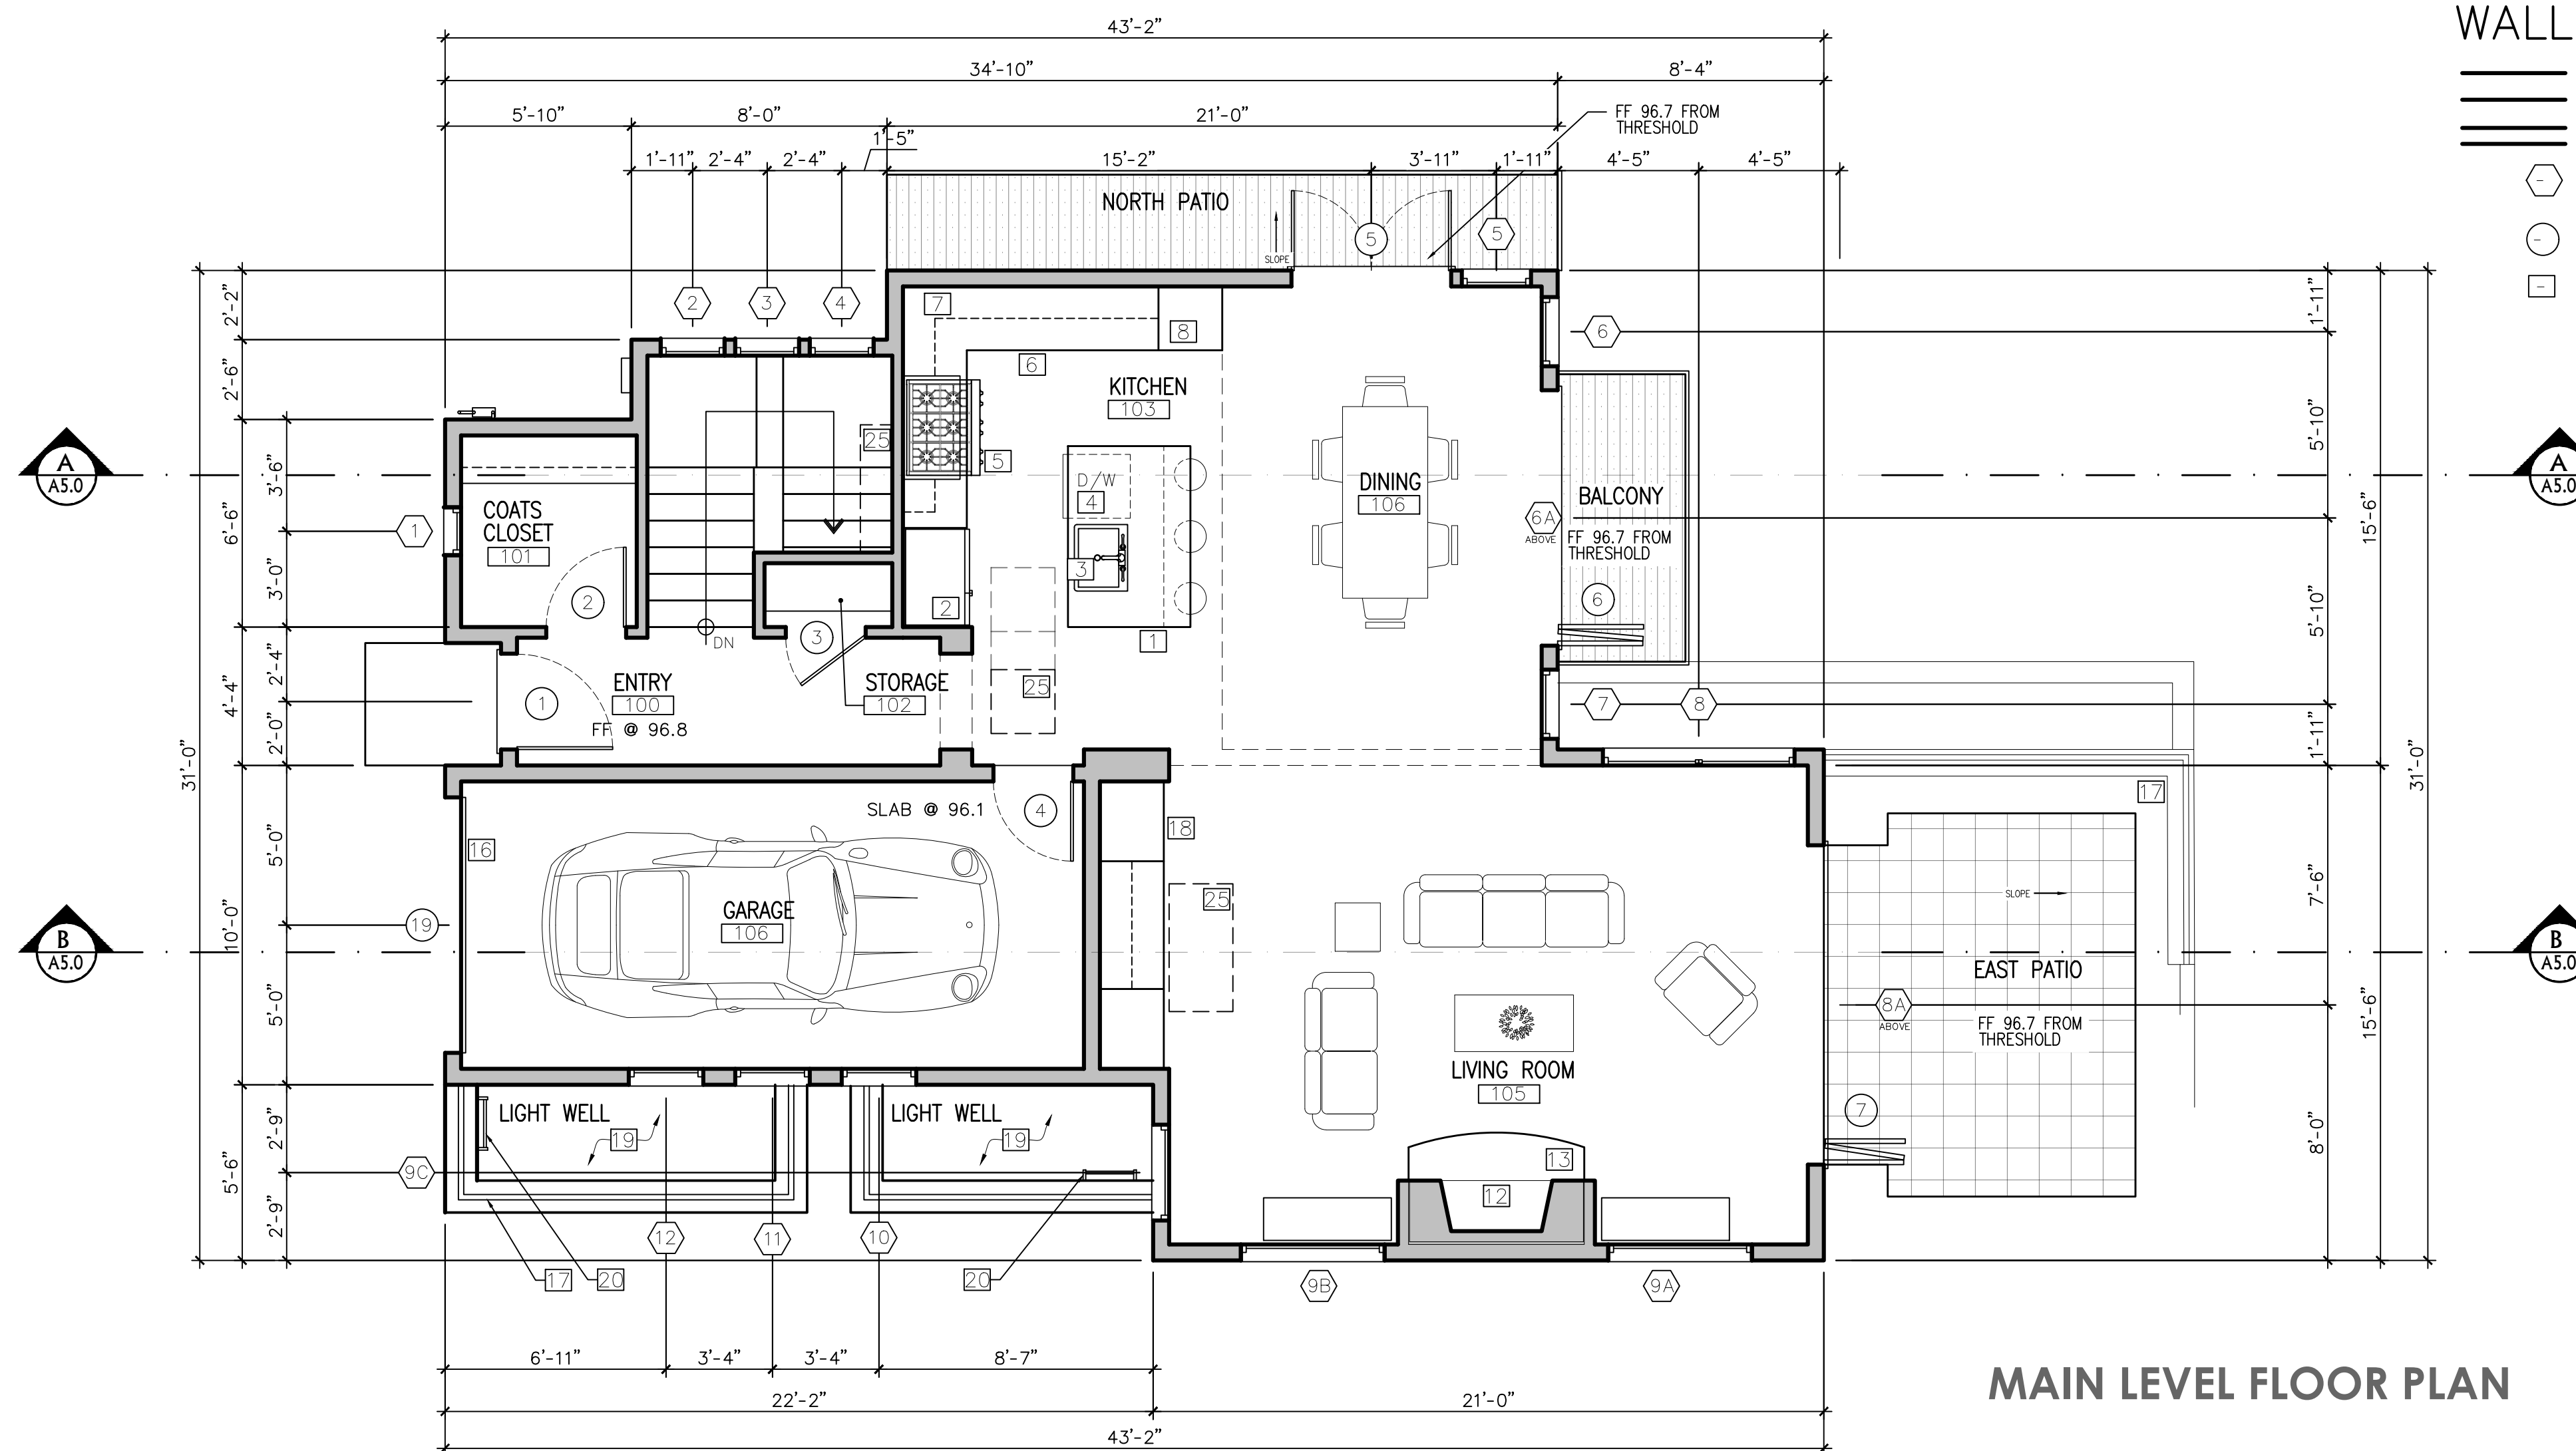 43'-2"
WALL
34'-10"
8'-4"
5'-10"
8'-0"
21'-0"
FF 96.7 FROM
THRESHOLD
1'-5"
1'-11"
2'-4"
2'-4"
15'-2"
3'-11"
1'-11"
4'-5"
4'-5"
-
NORTH PATIO
5
5
-
SLOPE
-
2'-2"
2
3
4
7
8
6
1'-11"
2'-6"
6
KITCHEN
103
A
A5.0
3'-6"
25
5
D/W
4
DINING
106
BALCONY
5'-10"
A
A5.0
6'-6"
1
COATS
CLOSET
101
6A
ABOVE
FF 96.7 FROM
THRESHOLD
15'-6"
3
3'-0"
2
2
6
5'-10"
3
DN
1
2'-4"
4'-4"
ENTRY
100
STORAGE
102
25
1
7
8
FF @ 96.8
2'-0"
1'-11"
31'-0"
31'-0"
17
SLAB @ 96.1
4
18
16
5'-0"
SLOPE
7'-6"
25
GARAGE
106
19
10'-0"
B
A5.0
B
A5.0
EAST PATIO
5'-0"
8A
ABOVE
FF 96.7 FROM
THRESHOLD
15'-6"
LIVING ROOM
105
LIGHT WELL
LIGHT WELL
7
2'-9"
19
19
8'-0"
13
9C
5'-6"
12
2'-9"
12
11
10
17
20
20
9B
9A
6'-11"
3'-4"
3'-4"
8'-7"
MAIN LEVEL FLOOR PLAN
22'-2"
21'-0"
43'-2"